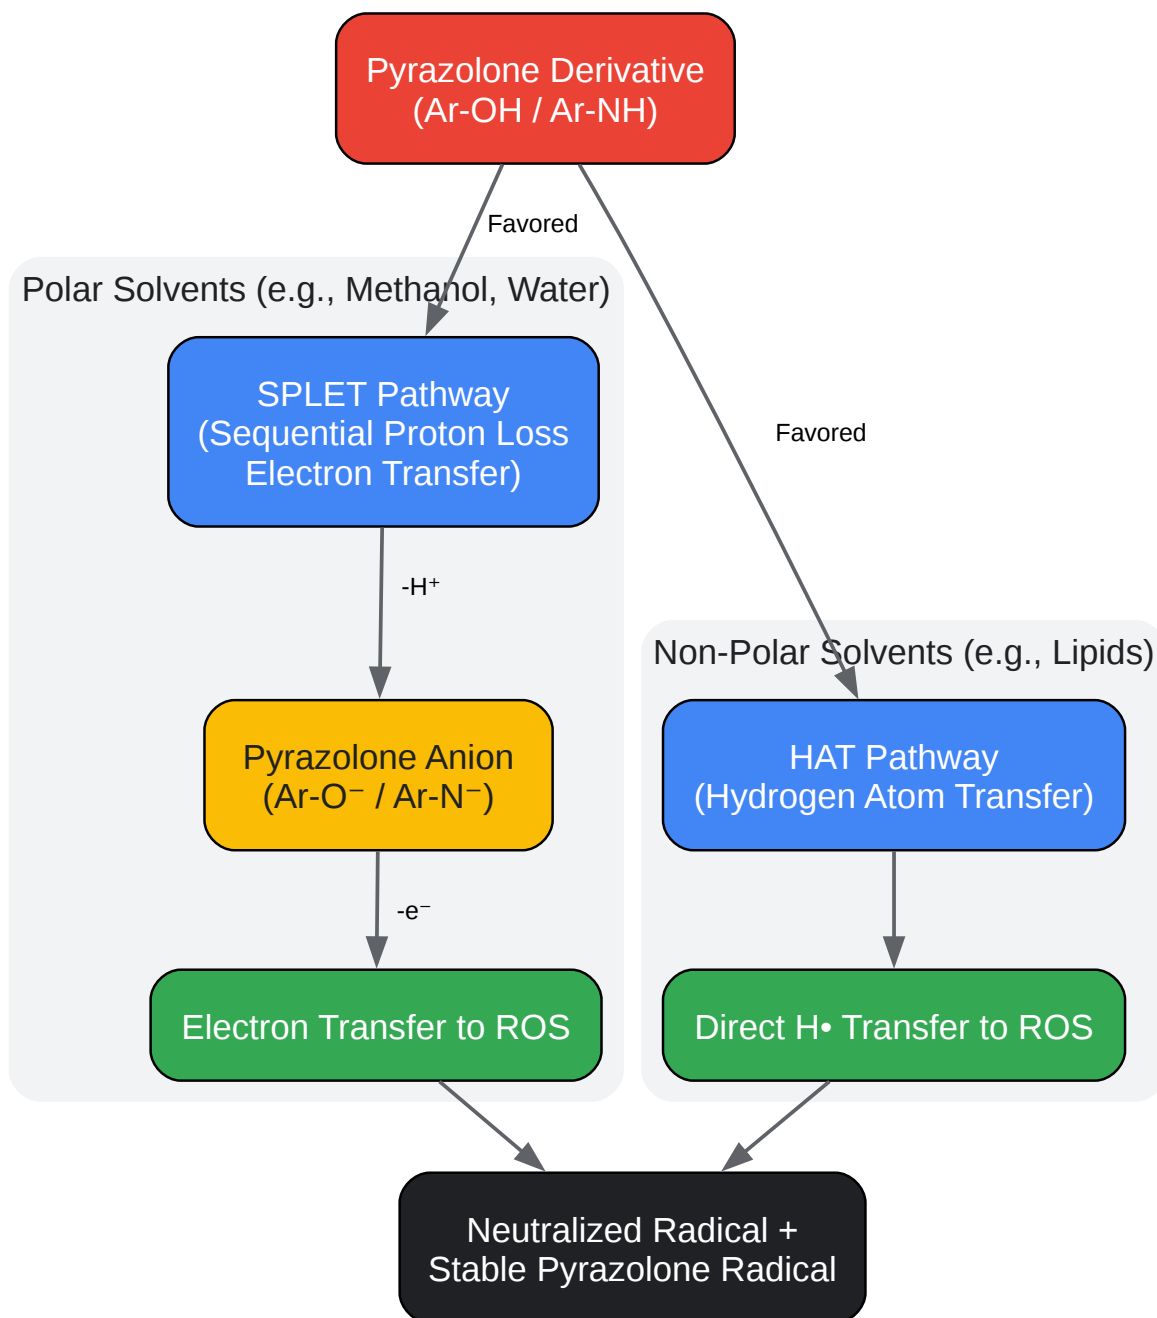 Pyrazolone Derivative
(Ar-OH / Ar-NH)
Favored
Polar Solvents (e.g., Methanol, Water)
SPLET Pathway
(Sequential Proton Loss
Electron Transfer)
Favored
-H⁺
Non-Polar Solvents (e.g., Lipids)
Pyrazolone Anion
(Ar-O⁻ / Ar-N⁻)
HAT Pathway
(Hydrogen Atom Transfer)
-e⁻
Electron Transfer to ROS
Direct H• Transfer to ROS
Neutralized Radical +
Stable Pyrazolone Radical